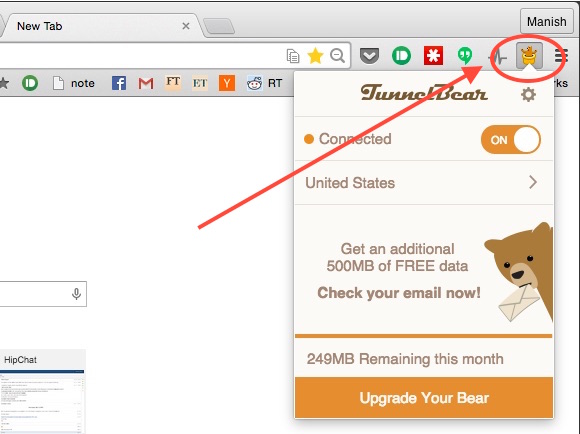 New Tab
Manish
note
f
M
FT
ET
Y
RT
rks
TunnelBear
Connected
ON
United States
Get an additional
500MB of FREE data
Check your email now!
HipChat
249MB Remaining this month
Upgrade Your Bear